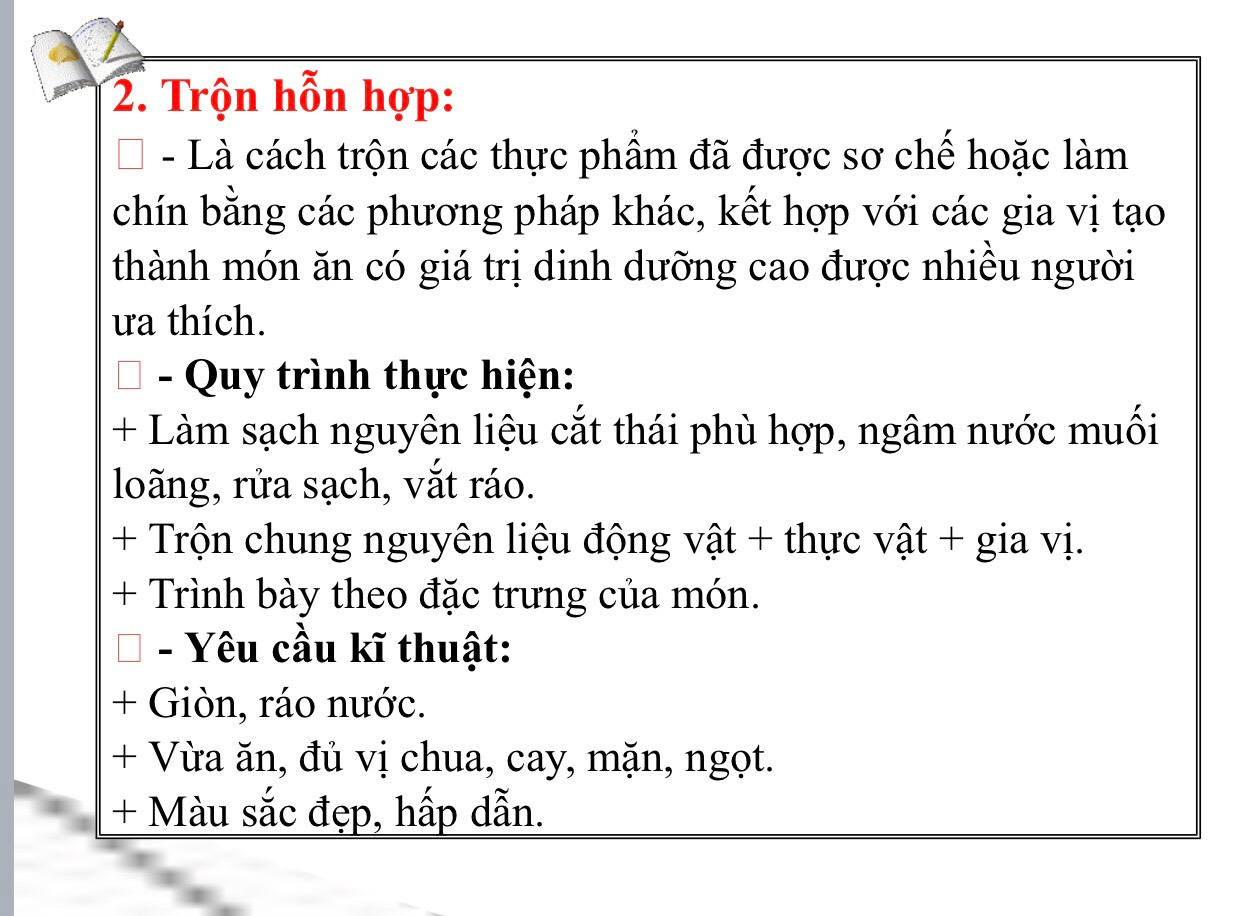 2. Trộn hỗn hợp:
- Là cách trộn các thực phẩm đã được sơ chế hoặc làm
chín bằng các phương pháp khác, kết hợp với các gia vị tạo
thành món ăn có giá trị dinh dưỡng cao được nhiều người
ưa thích.
- Quy trình thực hiện:
+ Làm sạch nguyên liệu cắt thái phù hợp, ngâm nước muối
loãng, rửa sạch, vắt ráo.
+ Trộn chung nguyên liệu động vật + thực vật + gia vị.
+ Trình bày theo đặc trưng của món.
- Yêu cầu kĩ thuật:
+ Giòn, ráo nước.
+ Vừa ăn, đủ vị chua, cay, mặn, ngọt.
+ Màu sắc đẹp, hấp dẫn.